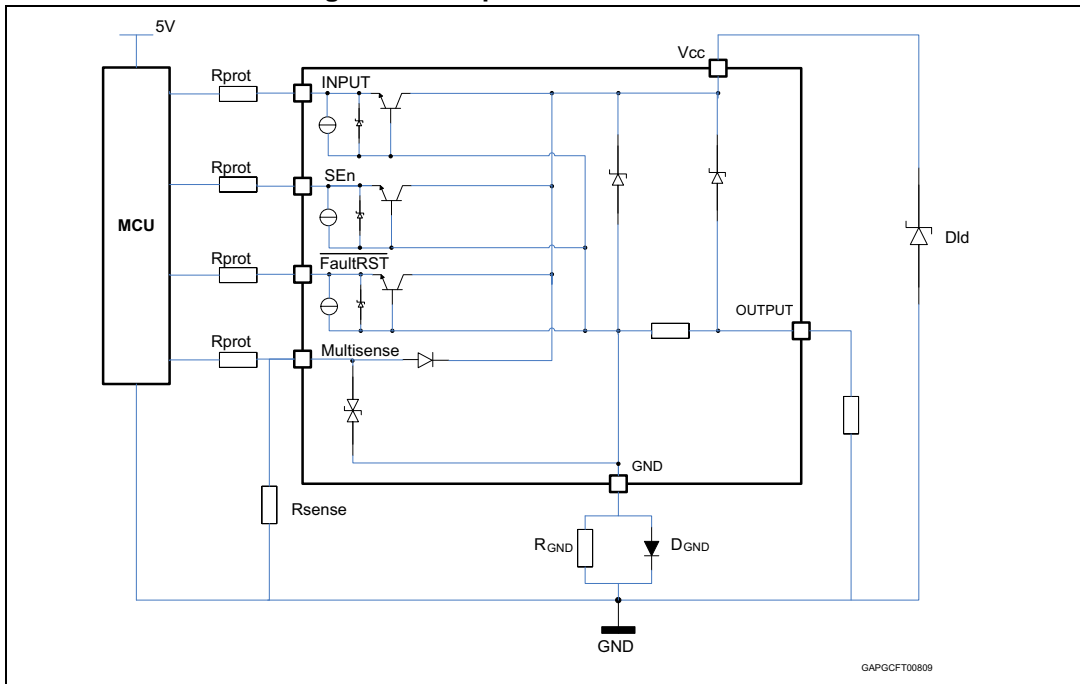 5V
Vcc
Rprot
INPUT
Rprot
SEn
MCU
Rprot
FaultRST
Dld
OUTPUT
Rprot
Multisense
GND
Rsense
RGND
DGND
GND
GAPGCFT00809